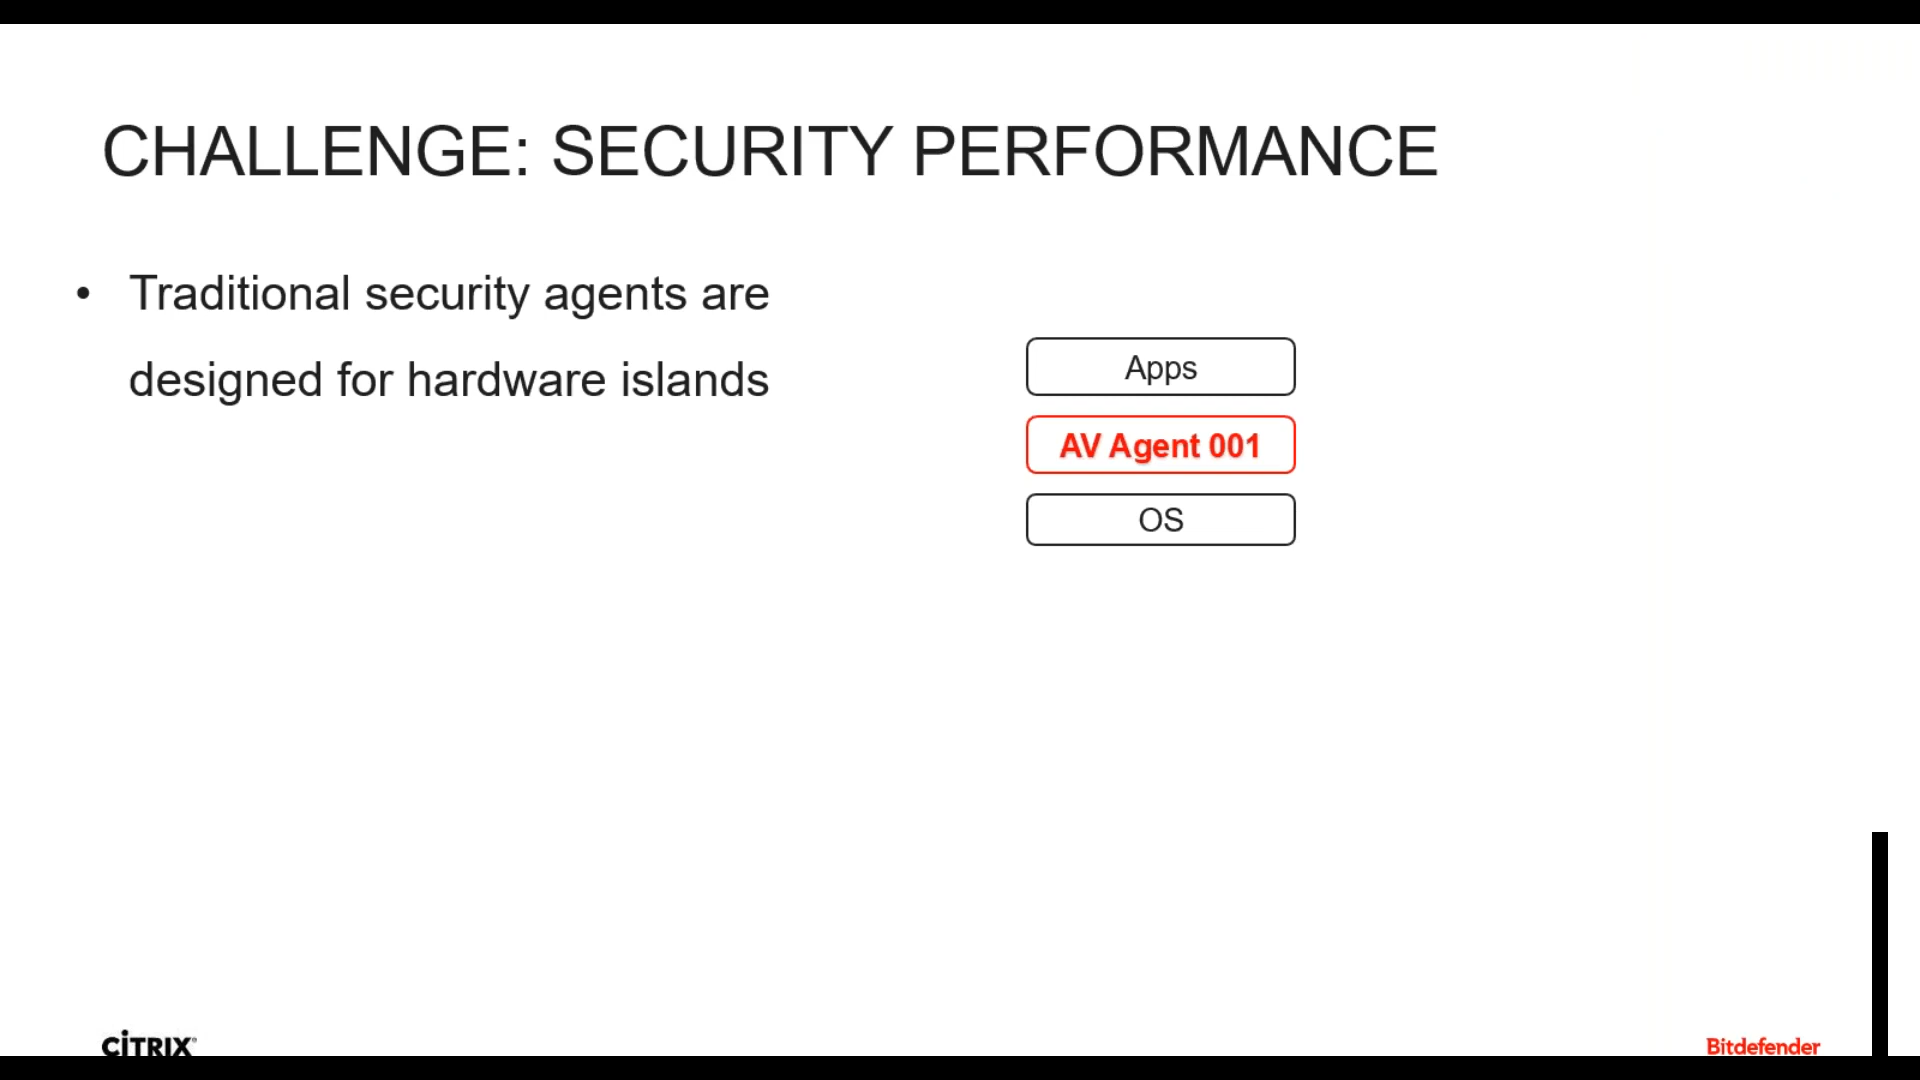 CHALLENGE: SECURITY PERFORMANCE
• Traditional security agents are
designed for hardware islands
Apps
AV Agent 001
OS
CiTRIX®
Bitdefender